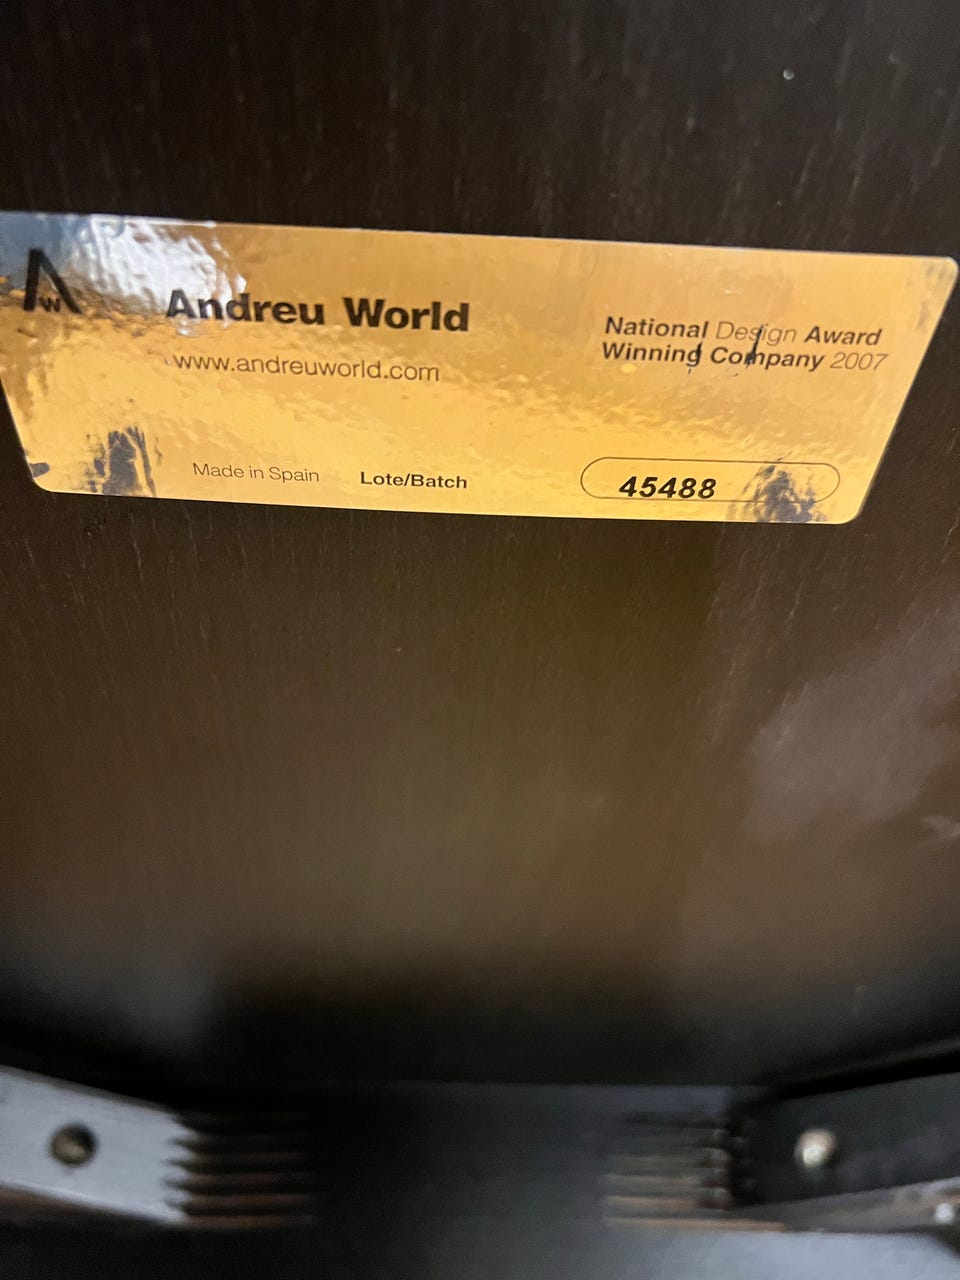 W
Andreu World
www.andreuworld.com
National Design Award
Winning Company 2007
Made in Spain Lote/Batch 45488